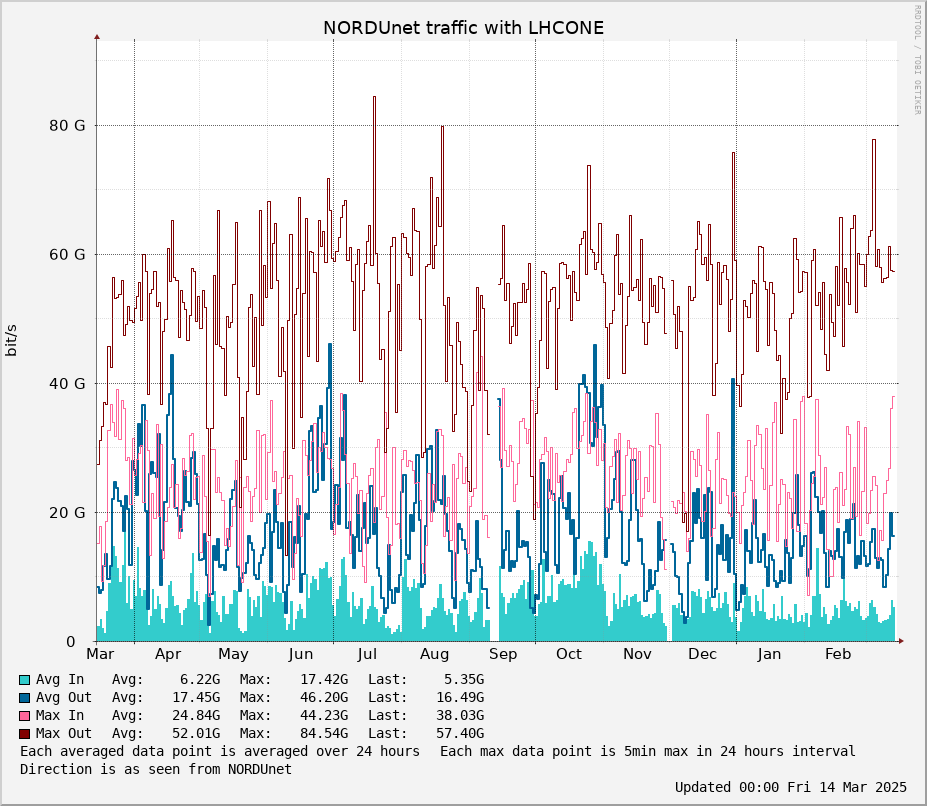 NORDUnet traffic with LHCONE
RRDTOOL / TOBI OETIKER
bit/s
80 G
60 G
40 G
20 G
0
Mar Apr May Jun Jul Aug Sep Oct Nov Dec Jan Feb
Avg In Avg: 6.22G Max: 17.42G Last: 5.35G
Avg Out Avg: 17.45G Max: 46.20G Last: 16.49G
Max In Avg: 24.84G Max: 44.23G Last: 38.03G
Max Out Avg: 52.01G Max: 84.54G Last: 57.40G
Each averaged data point is averaged over 24 hours Each max data point is 5min max in 24 hours interval
Direction is as seen from NORDUnet
Updated 00:00 Fri 14 Mar 2025